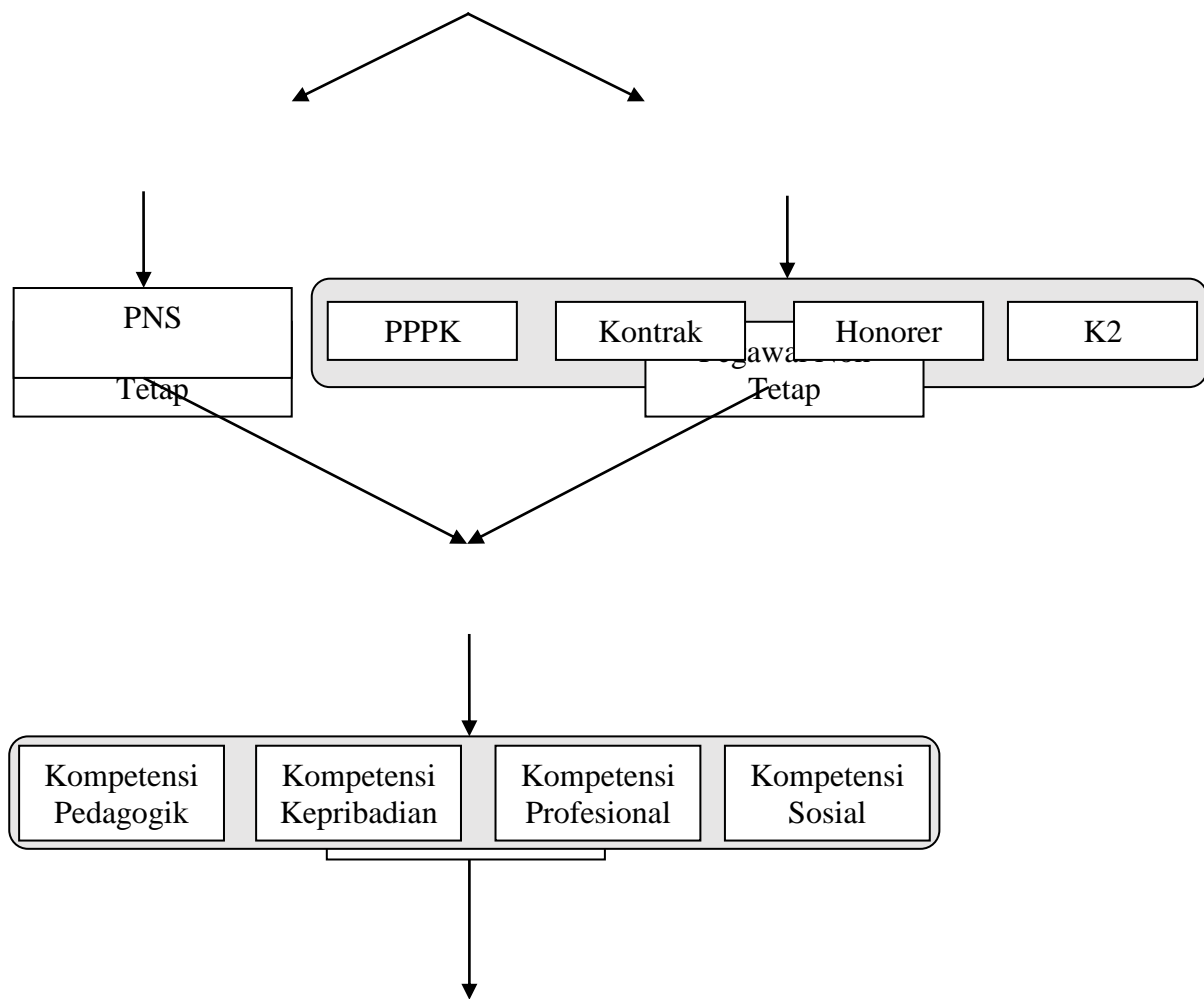 PNS
Tetap
PPPK
Kontrak
Honorer
K2
Tetap
Kompetensi
Pedagogik
Kompetensi
Kepribadian
Kompetensi
Profesional
Kompetensi
Sosial